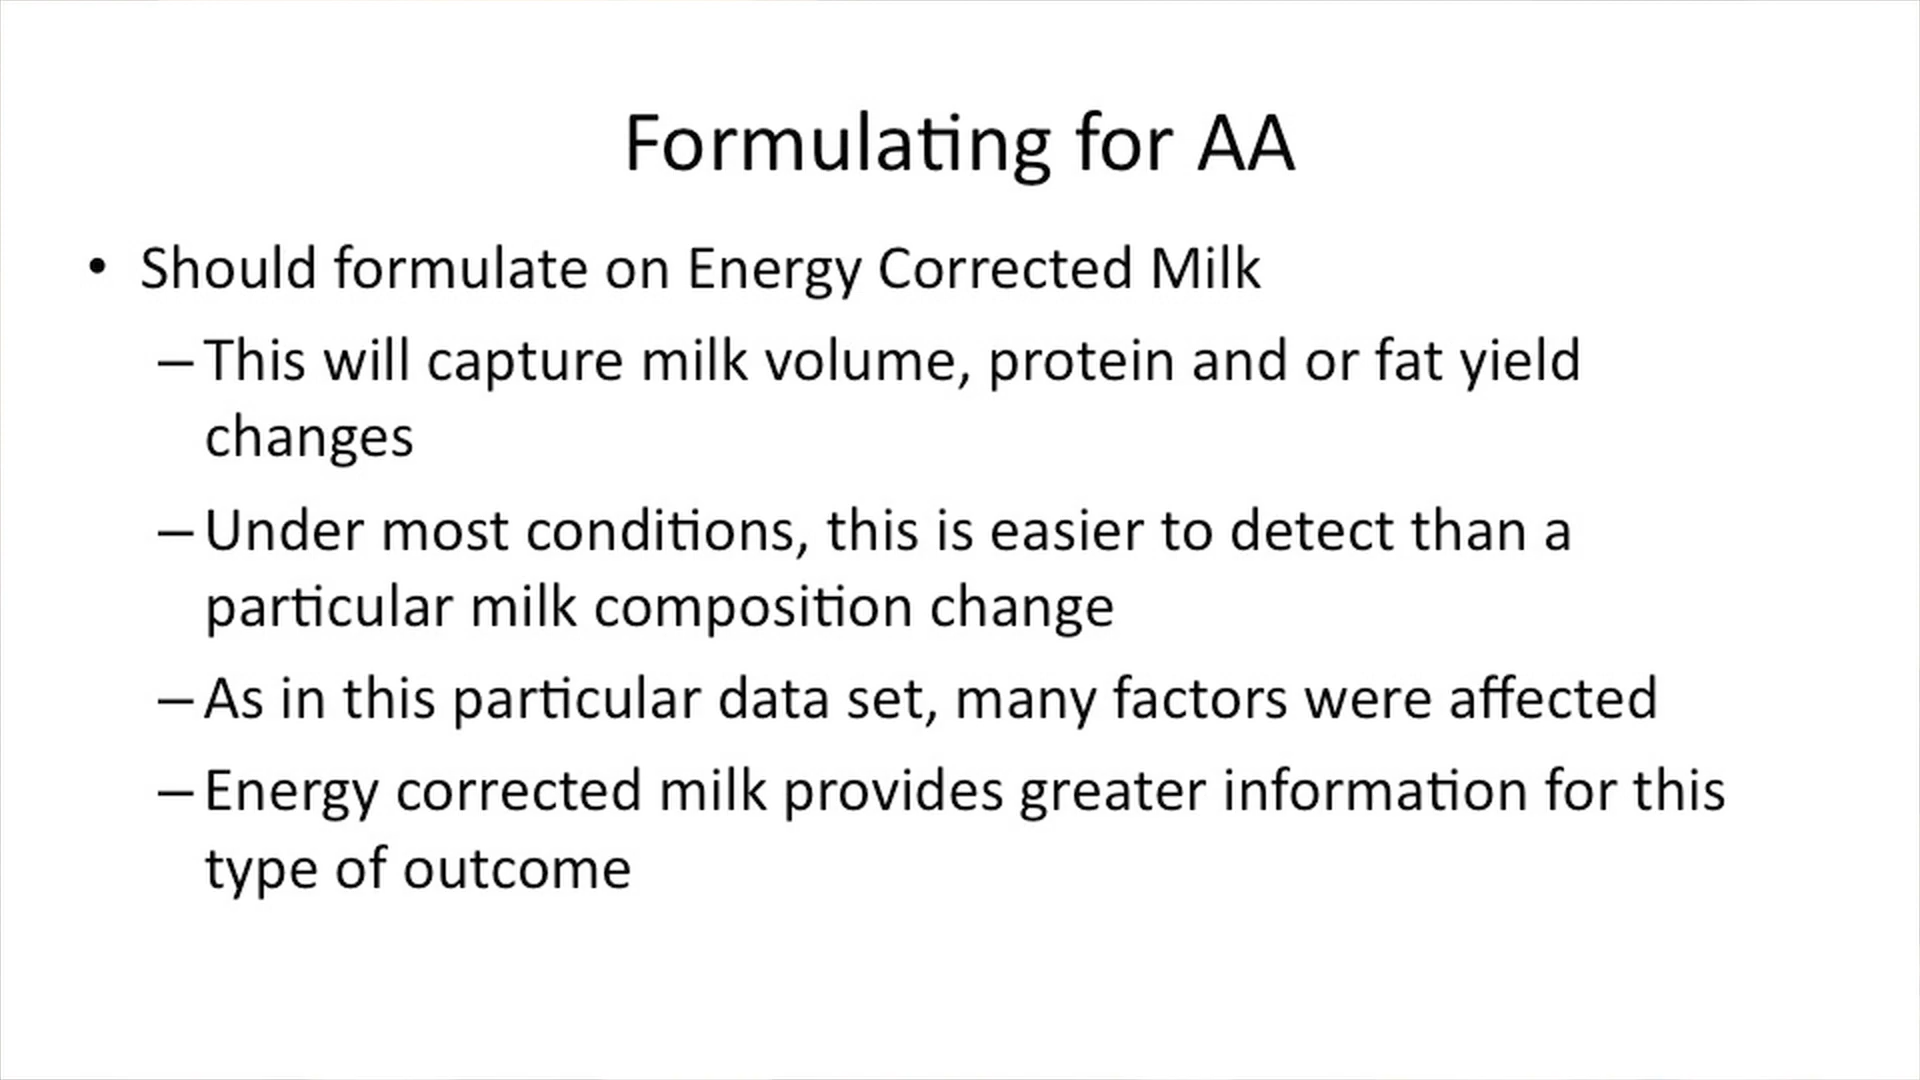 Formulating for AA
• Should formulate on Energy Corrected Milk
– This will capture milk volume, protein and or fat yield
changes
– Under most conditions, this is easier to detect than a
particular milk composition change
– As in this particular data set, many factors were affected
– Energy corrected milk provides greater information for this
type of outcome